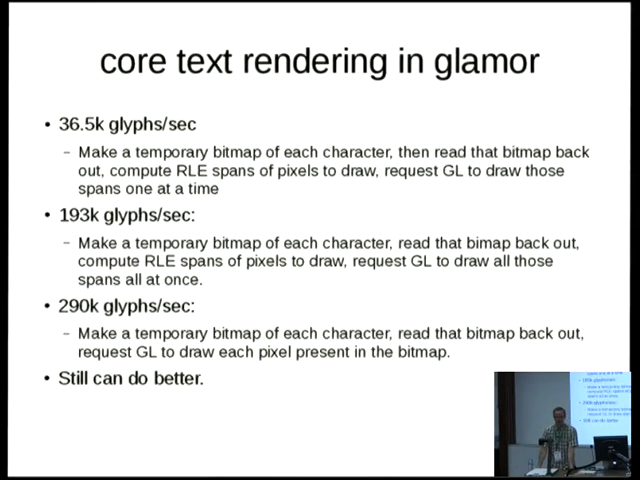 core text rendering in glamor
• 36.5k glyphs/sec
– Make a temporary bitmap of each character, then read that bitmap back
out, compute RLE spans of pixels to draw, request GL to draw those
spans one at a time
• 193k glyphs/sec:
– Make a temporary bitmap of each character, read that bimap back out,
compute RLE spans of pixels to draw, request GL to draw all those
spans all at once.
• 290k glyphs/sec:
– Make a temporary bitmap of each character, read that bitmap back out,
request GL to draw each pixel present in the bitmap.
• Still can do better.